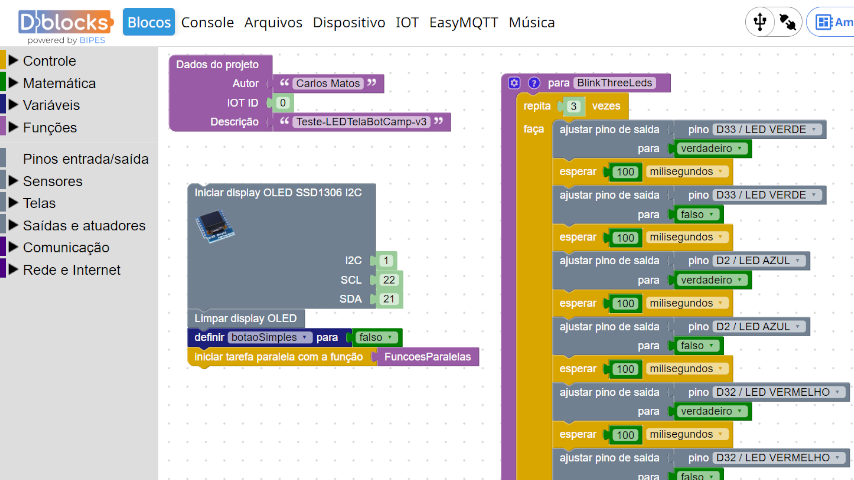 Dblocks
powered by BIPES
Blocos Console Arquivos Dispositivo IOT EasyMQTT Música
Am
Controle
Matemática
Variáveis
Funções
Pinos entrada/saída
Sensores
Telas
Saídas e atuadores
Comunicação
Rede e Internet
Dados do projeto
Autor “ Carlos Matos ”
IOT ID 0
Descrição “ Teste-LEDTelaBotCamp-v3 ”
Iniciar display OLED SSD1306 I2C
I2C 1
SCL 22
SDA 21
Limpar display OLED
definir botaoSimples para falso
Iniciar tarefa paralela com a função FuncoesParalelas
? para BlinkThreeLeds
repita 3 vezes
faça ajustar pino de saida pino D33 / LED VERDE
para verdadeiro
esperar 100 milisegundos
ajustar pino de saida pino D33 / LED VERDE
para falso
esperar 100 milisegundos
ajustar pino de saida pino D2 / LED AZUL
para verdadeiro
esperar 100 milisegundos
ajustar pino de saida pino D2 / LED AZUL
para falso
esperar 100 milisegundos
ajustar pino de saida pino D32 / LED VERMELHO
para verdadeiro
esperar 100 milisegundos
ajustar pino de saida pino D32 / LED VERMELHO
para falso